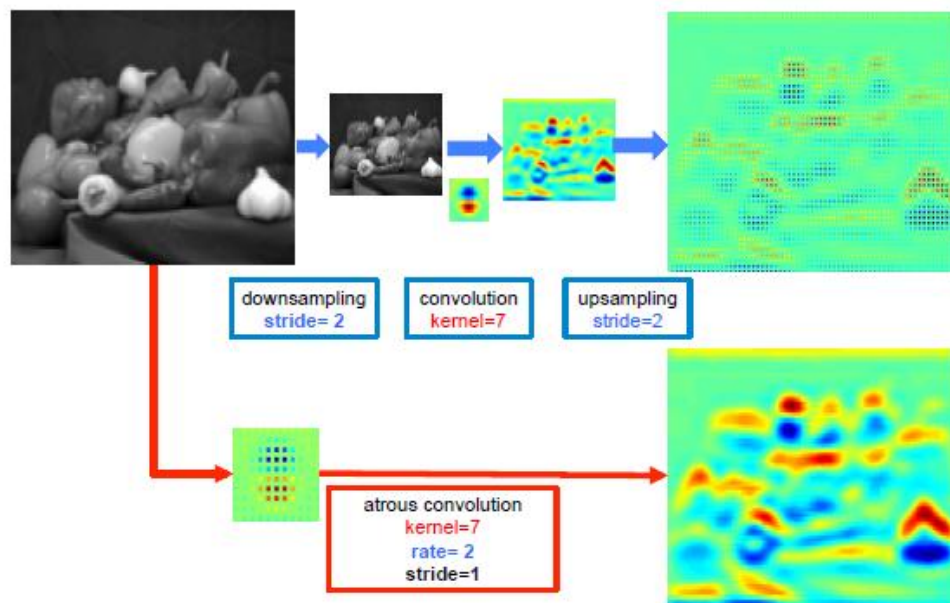 downsampling
stride= 2
convolution
kernel=7
upsampling
stride=2
atrous convolution
kernel=7
rate= 2
stride=1